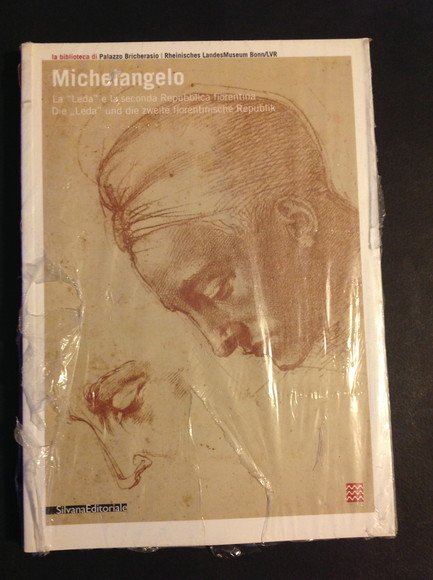 la biblioteca di Palazzo Bricherasio | Rheinisches LandesMuseum Bonn/LVR
Michelangelo
La "Leda" e la seconda Repubblica fiorentina
Die „Leda" und die zweite florentinische Republik
SilvanaEditoriale